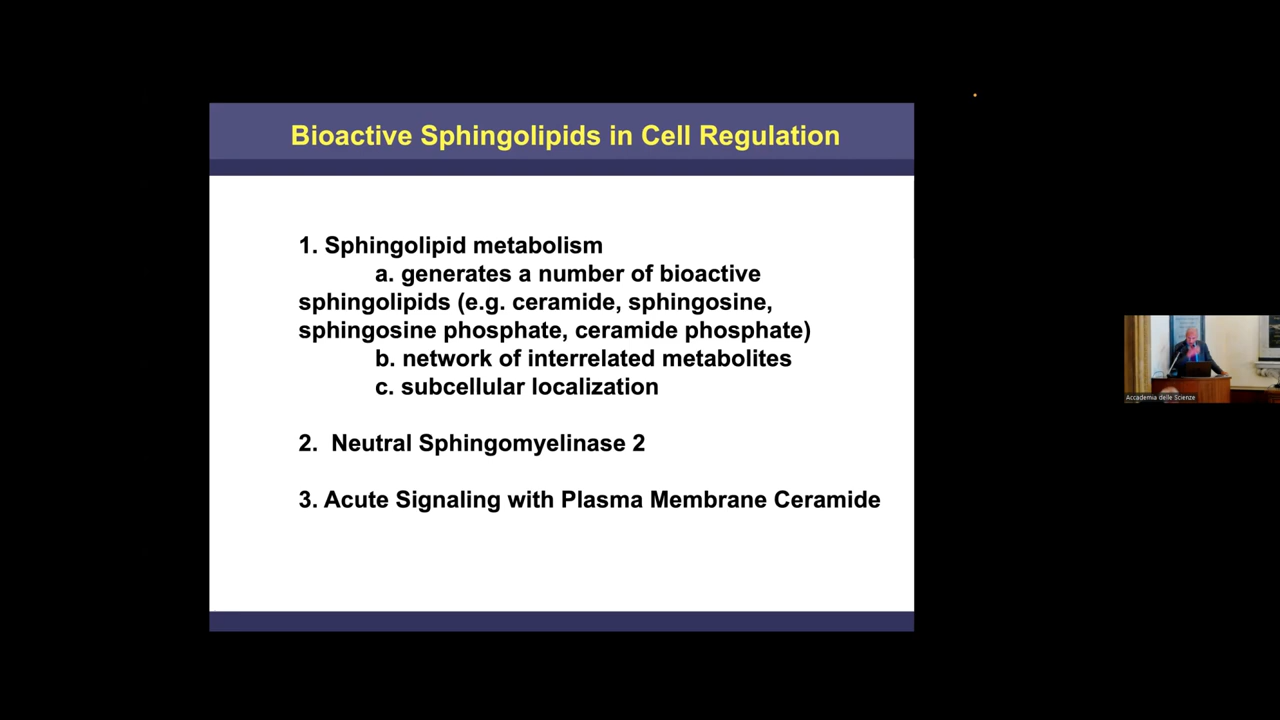 Bioactive Sphingolipids in Cell Regulation
1. Sphingolipid metabolism
a. generates a number of bioactive
sphingolipids (e.g. ceramide, sphingosine,
sphingosine phosphate, ceramide phosphate)
b. network of interrelated metabolites
c. subcellular localization
2. Neutral Sphingomyelinase 2
3. Acute Signaling with Plasma Membrane Ceramide
Accademia delle Scienze